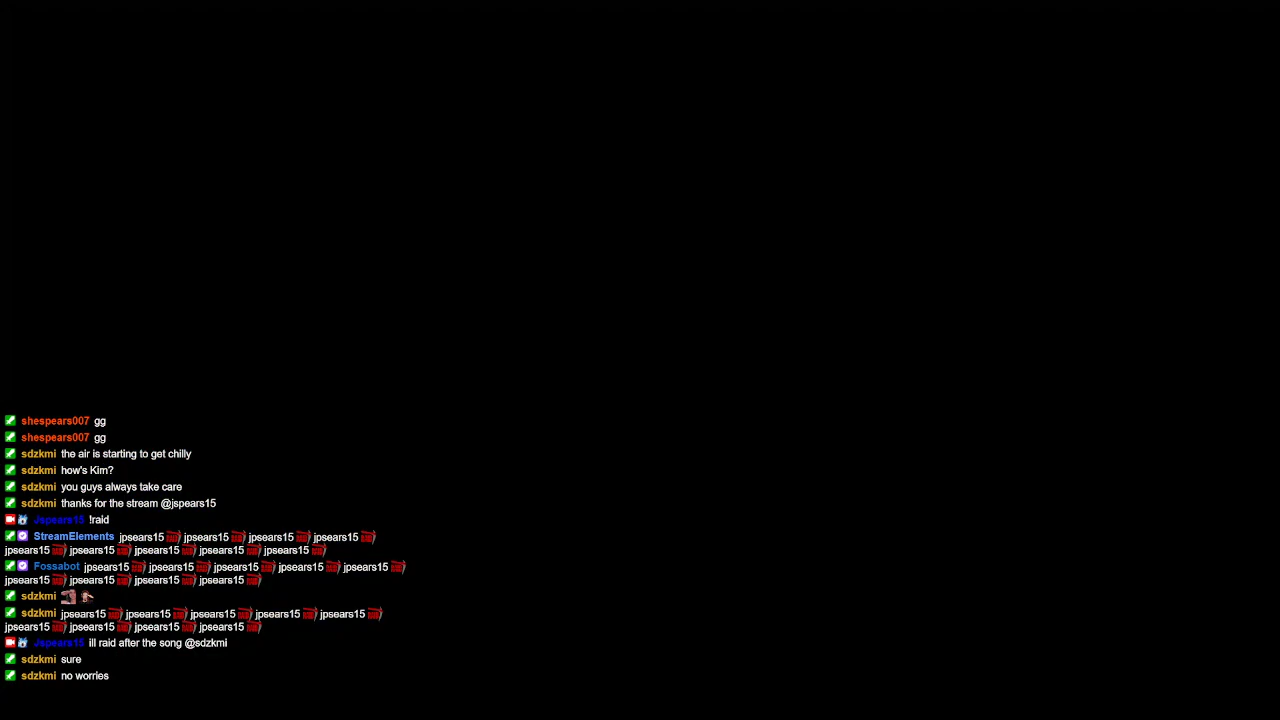 shespears007 gg
shespears007 gg
sdzkmi the air is starting to get chilly
sdzkmi how's Kim?
sdzkmi you guys always take care
sdzkmi thanks for the stream @jspears15
Jspears15 !raid
StreamElements jpsears15 jpsears15 jpsears15 jpsears15
jpsears15 jpsears15 jpsears15 jpsears15 jpsears15
Fossabot jpsears15 jpsears15 jpsears15 jpsears15 jpsears15
jpsears15 jpsears15 jpsears15 jpsears15
sdzkmi
sdzkmi jpsears15 jpsears15 jpsears15 jpsears15 jpsears15
jpsears15 jpsears15 jpsears15 jpsears15
Jspears15 ill raid after the song @sdzkmi
sdzkmi sure
sdzkmi no worries